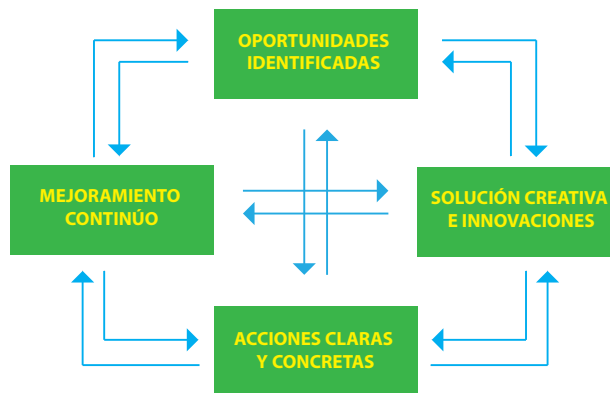 OPORTUNIDADES
IDENTIFICADAS
MEJORAMIENTO
CONTINÚO
SOLUCIÓN CREATIVA
E INNOVACIONES
ACCIONES CLARAS
Y CONCRETAS